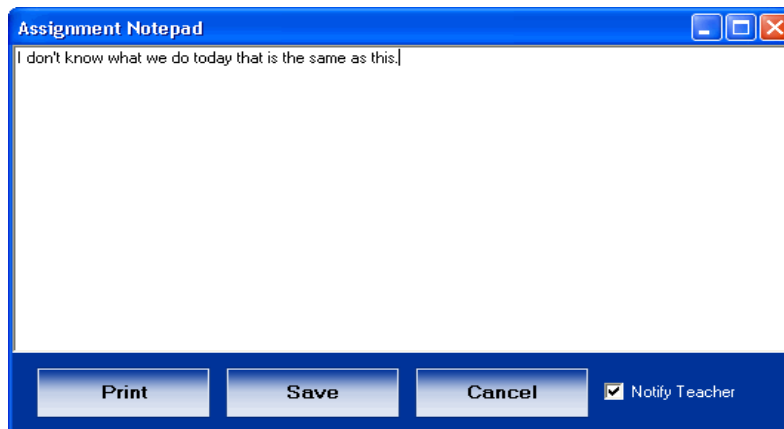 Assignment Notepad
I don't know what we do today that is the same as this.
Print Save Cancel Notify Teacher